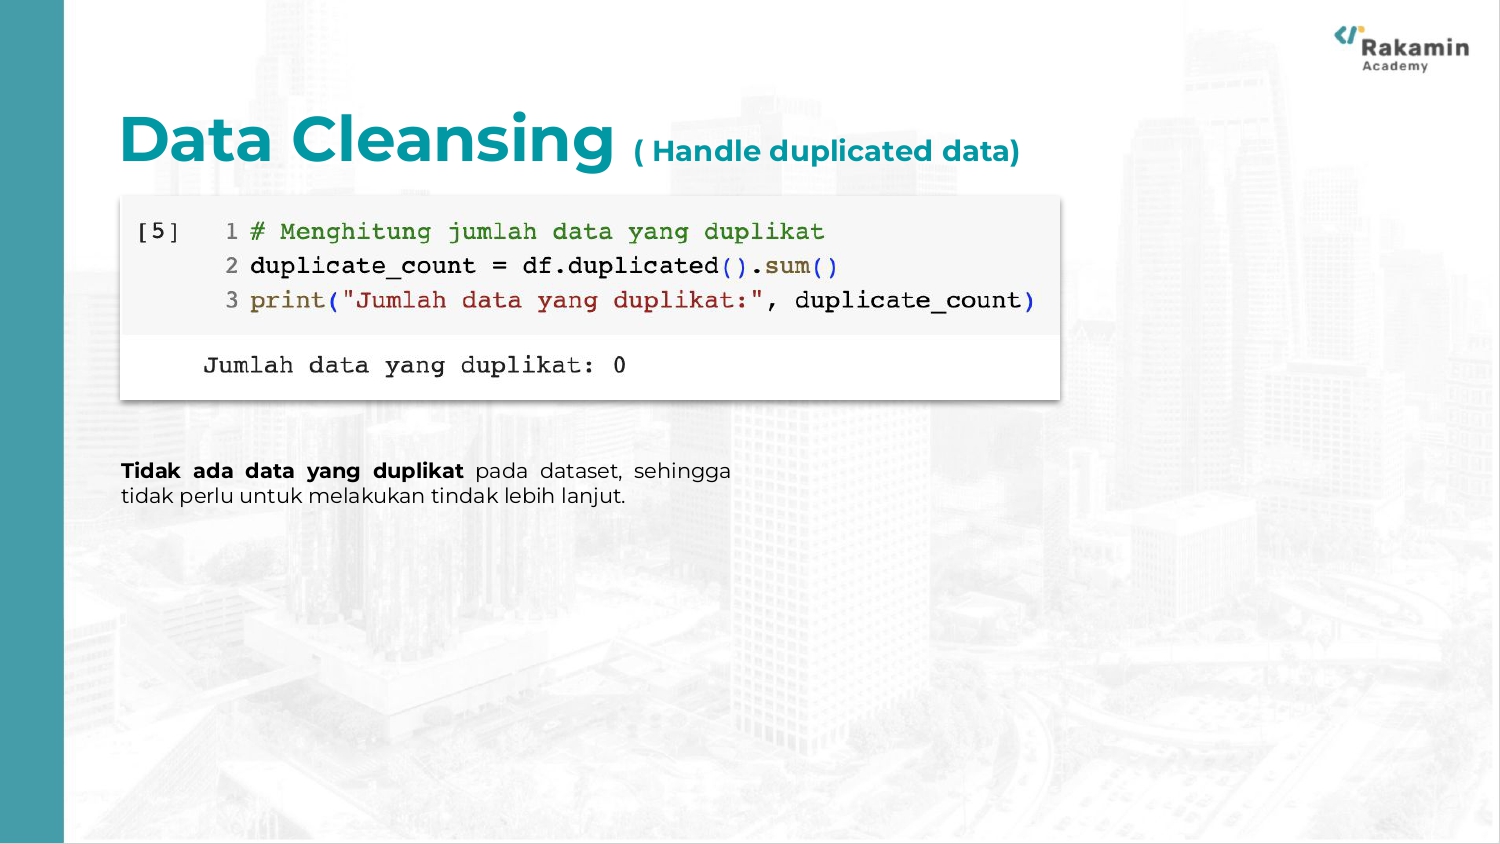 Rakamin
Academy
Data Cleansing ( Handle duplicated data)
[5] 1 # Menghitung jumlah data yang duplikat
2 duplicate_count = df.duplicated().sum()
3 print("Jumlah data yang duplikat:", duplicate_count)
Jumlah data yang duplikat: 0
Tidak ada data yang duplikat pada dataset, sehingga
tidak perlu untuk melakukan tindak lebih lanjut.